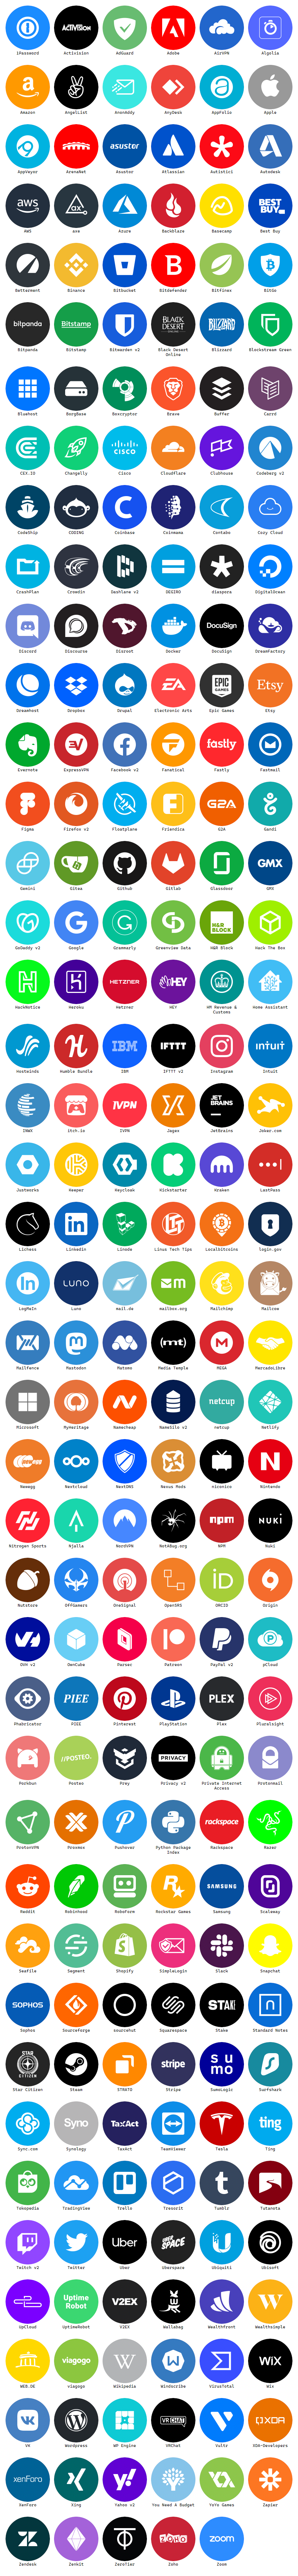 1Password Activision AdGuard Adobe AirVPN Algolia
Amazon AngelList AnonAddy AnyDesk AppFolio Apple
AppVeyor ArenaNet Asustor Atlassian Autistici Autodesk
AWS axe Azure Backblaze Basecamp Best Buy
Betterment Binance Bitbucket Bitdefender Bitfinex BitGo
Bitpanda Bitstamp Bitwarden v2 Black Desert Online Blizzard Blockstream Green
Bluehost BorgBase Boxcryptor Brave Buffer Carrd
CEX.IO Changelly Cisco Cloudflare Clubhouse Codeberg v2
CodeShip CODING Coinbase Coinmama Contabo Cozy Cloud
CrashPlan Crowdin Dashlane v2 DEGIRO diaspora DigitalOcean
Discord Discourse Disroot Docker DocuSign DreamFactory
Dreamhost Dropbox Drupal Electronic Arts Epic Games Etsy
Evernote ExpressVPN Facebook v2 Fanatical Fastly Fastmail
Figma Firefox v3 Floatplane Friendica G2A Gandi
Gemini Gitea Github Gitlab Glassdoor GMX
GoDaddy v2 Google Grammarly Greenview Data H&R Block Hack The Box
HackNotice Heroku Hetzner HEY HM Revenue & Customs Home Assistant
Hostwinds Humble Bundle IBM IFTTT v2 Instagram Intuit
INWX itch.io IVPN Jagex JetBrains Joker.com
Justworks Keeper Keycloak Kickstarter Kraken LastPass
Lichess Linkedin Linode Linus Tech Tips Localbitcoins login.gov
LogMeIn Luno mail.de mailbox.org Mailchimp Mailcow
Mailfence Mastodon Matomo Media Temple MEGA MercadoLibre
Microsoft MyHeritage Namecheap NameSilo v2 netcup Netlify
Newegg Nextcloud NextDNS Nexus Mods niconico Nintendo
Nitrogen Sports Njalla NordVPN NotABug.org NPM Nuki
Nutstore OFFGamers OneSignal OpenSRS ORCID Origin
OVH v2 OwnCube Parsec Patreon PayPal v2 pCloud
Phabricator PIEE Pinterest PlayStation Plex Pluralsight
Porkbun Posteo Prey Privacy v2 Private Internet Access Protonmail
ProtonVPN Proxmox Pushover Python Package Index Rackspace Razer
Reddit Robinhood RoboForm Rockstar Games Samsung Scaleway
Seafile Segment Shopify SimpleLogin Slack Snapchat
Sophos Sourceforge sourcehut Squarespace Stake Standard Notes
Star Citizen Steam STRATO Stripe SumoLogic Surfshark
Sync.com Synology TaxAct TeamViewer Tesla Ting
Tokopedia TradingView Trello Tresorit Tumblr Tutanota
Twitch v2 Twitter Uber Uberspace Ubiquiti Ubisoft
UpCloud UptimeRobot V2EX Wallabag Wealthfront Wealthsimple
WEB.DE viagogo Wikipedia Windscribe VirusTotal Wix
VK Wordpress WP Engine VRChat Vultr XDA-Developers
XenForo Xing Yahoo v2 You Need A Budget YoYo Games Zapier
Zendesk Zenkit ZeroTier Zoho Zoom